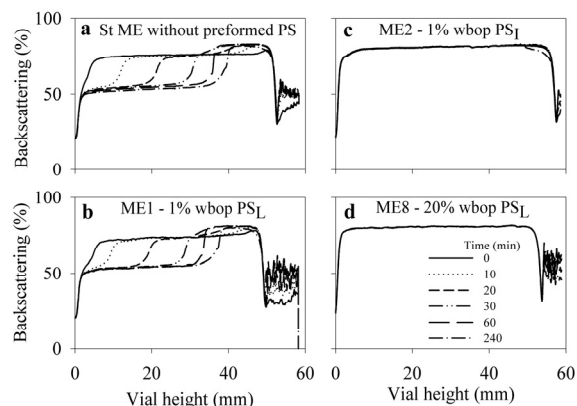 a St ME without preformed PS
c ME2 - 1% wbop PSI
Backscattering (%)
100
50
0
b ME1 - 1% wbop PSL
d ME8 - 20% wbop PSL
Backscattering (%)
100
50
0
Time (min)
0
10
20
30
60
240
0 20 40 60
0 20 40 60
Vial height (mm)
Vial height (mm)